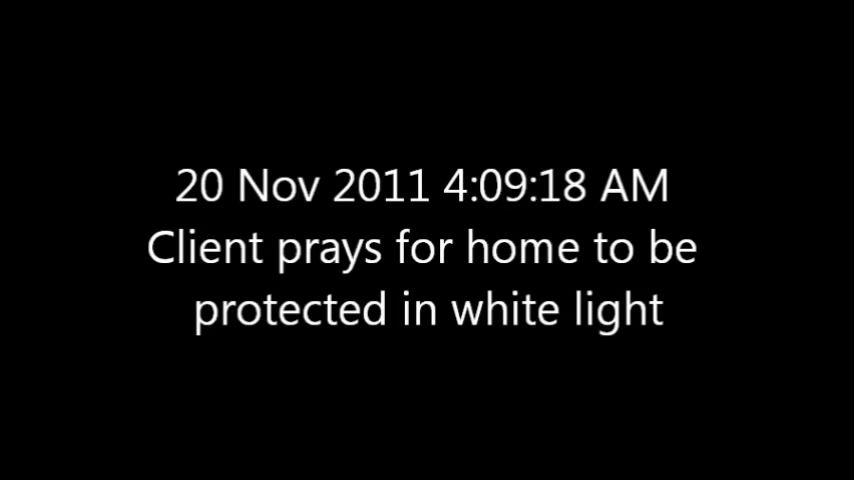 20 Nov 2011 4:09:18 AM
Client prays for home to be
protected in white light